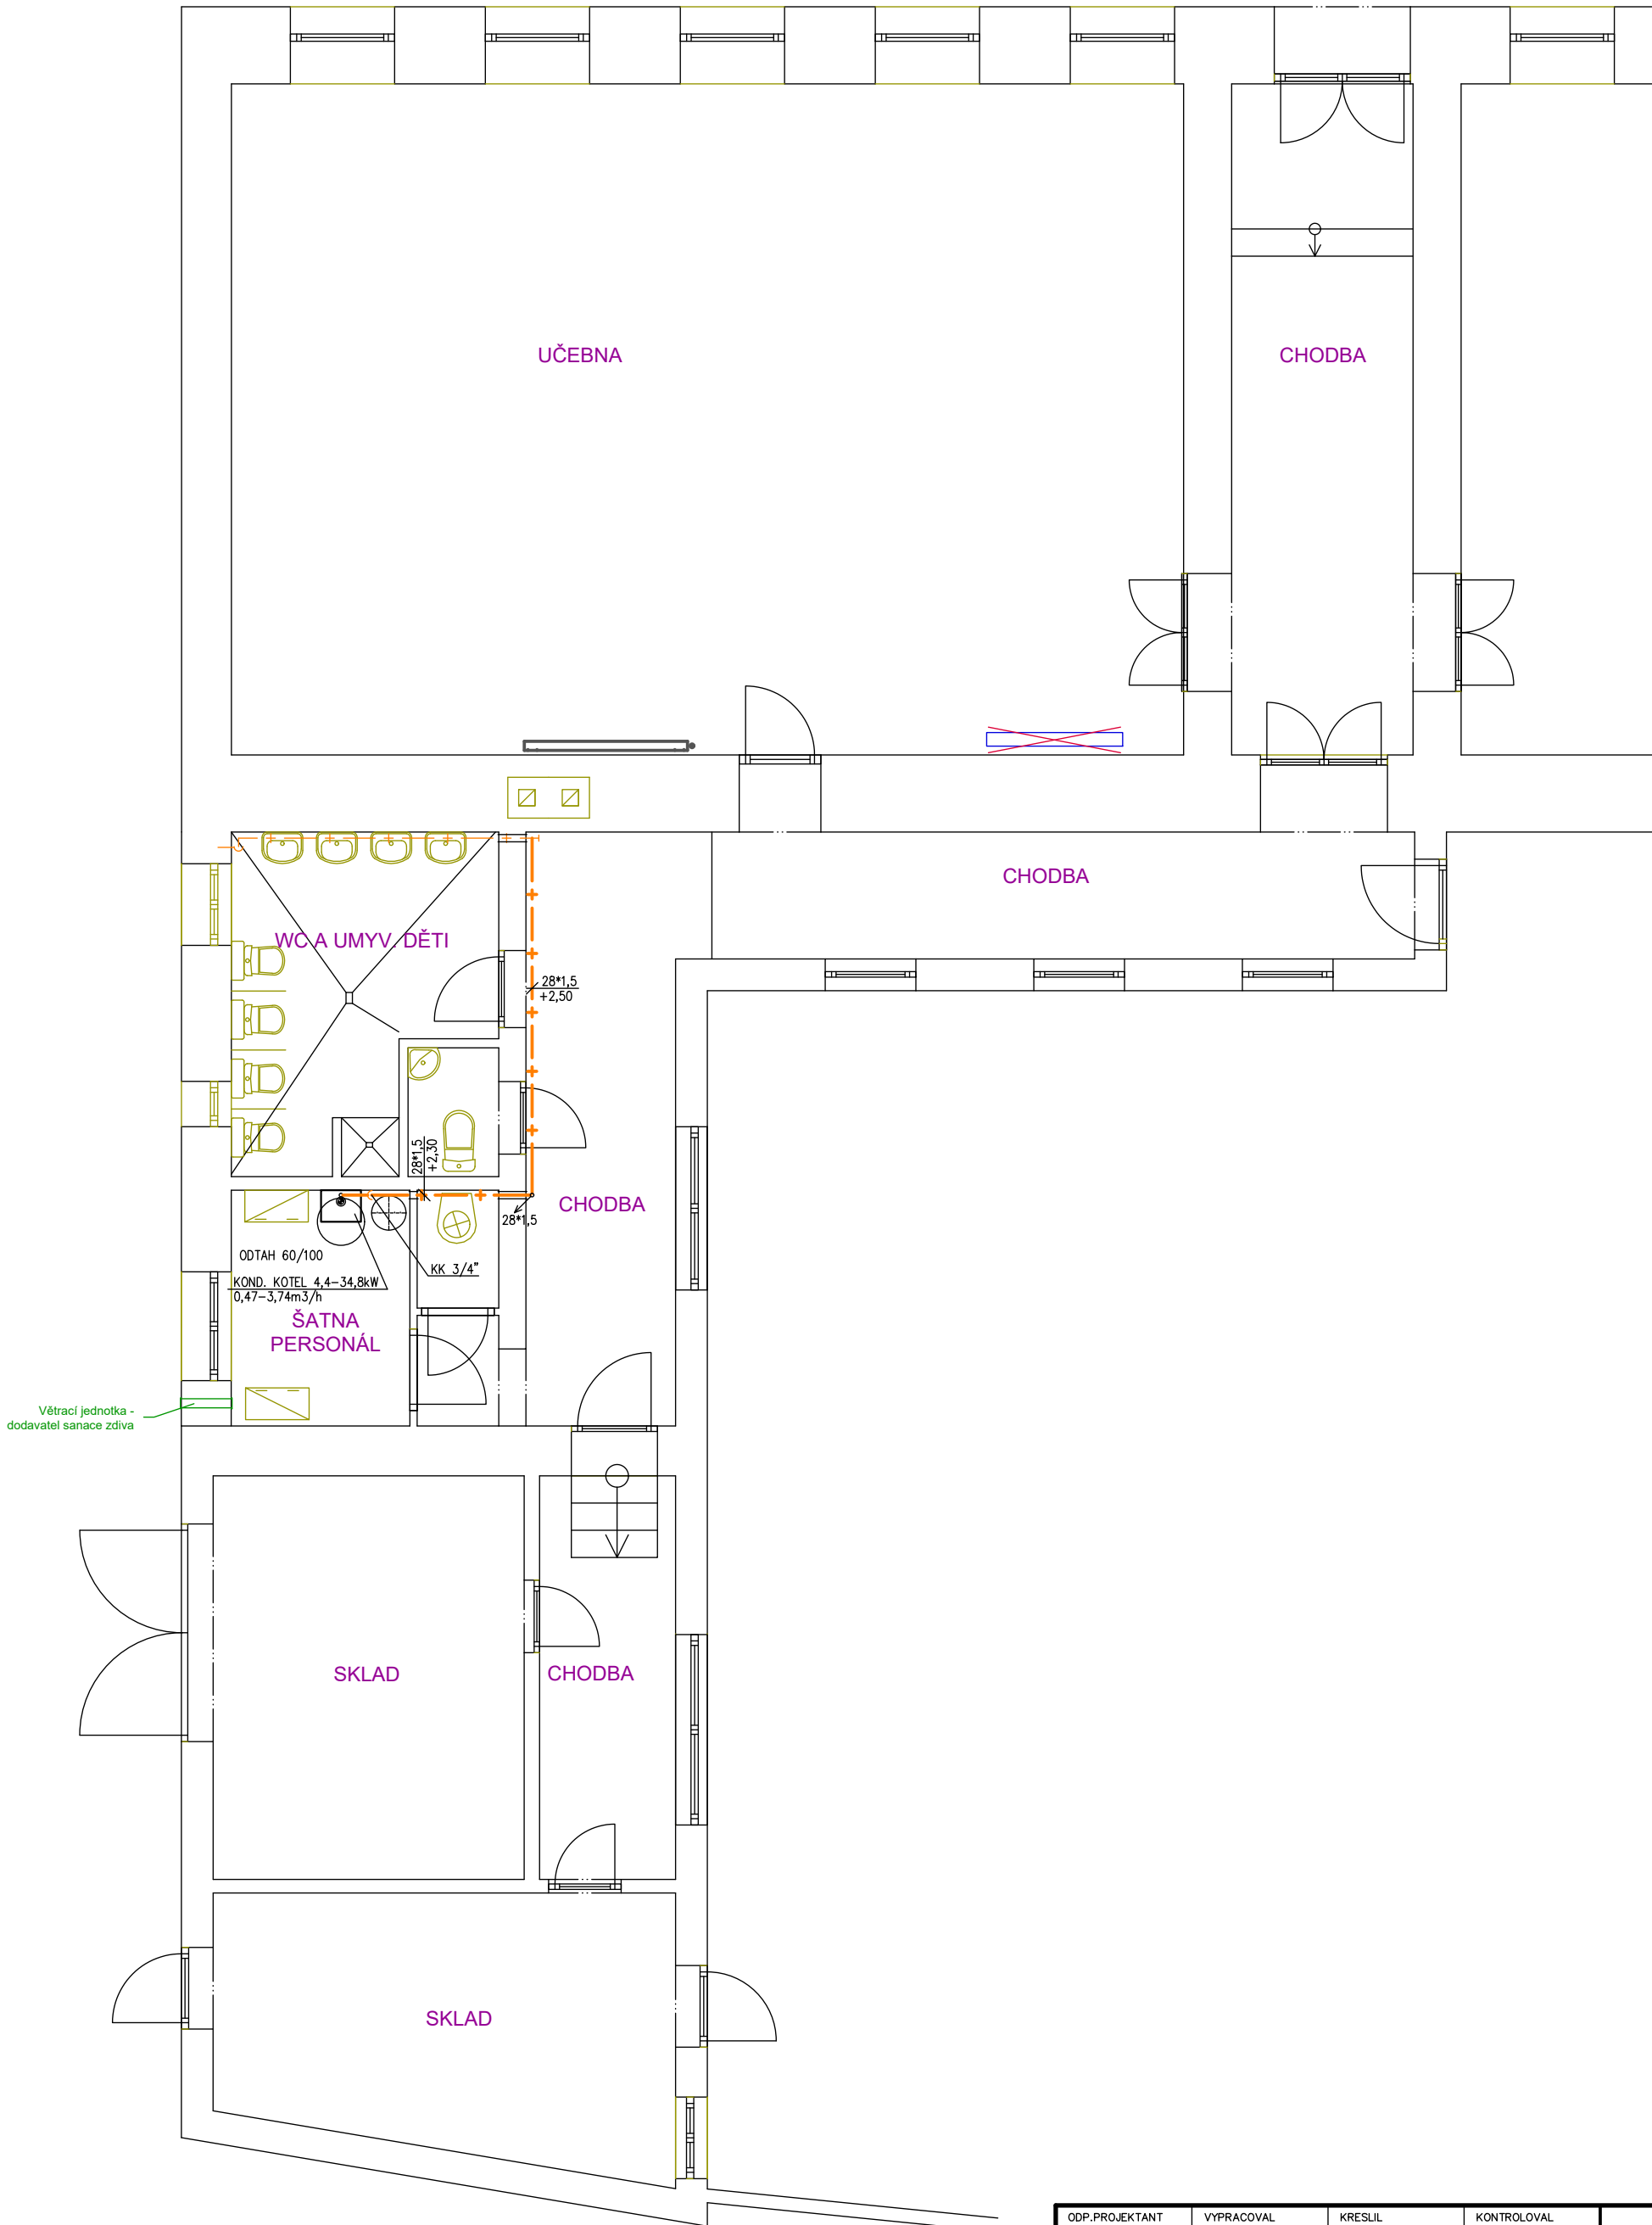 UČEBNA
CHODBA
CHODBA
WC A UMYV. DĚTI
28*1,5
+2,50
28*1,5
+2,30
CHODBA
28*1,5
ODTAH 60/100
KK 3/4"
KOND. KOTEL 4,4-34,8kW
0,47-3,74m3/h
ŠATNA
PERSONÁL
Větrací jednotka -
dodavatel sanace zdiva
SKLAD
CHODBA
SKLAD
ODP.PROJEKTANT VYPRACOVAL KRESLIL KONTROLOVAL